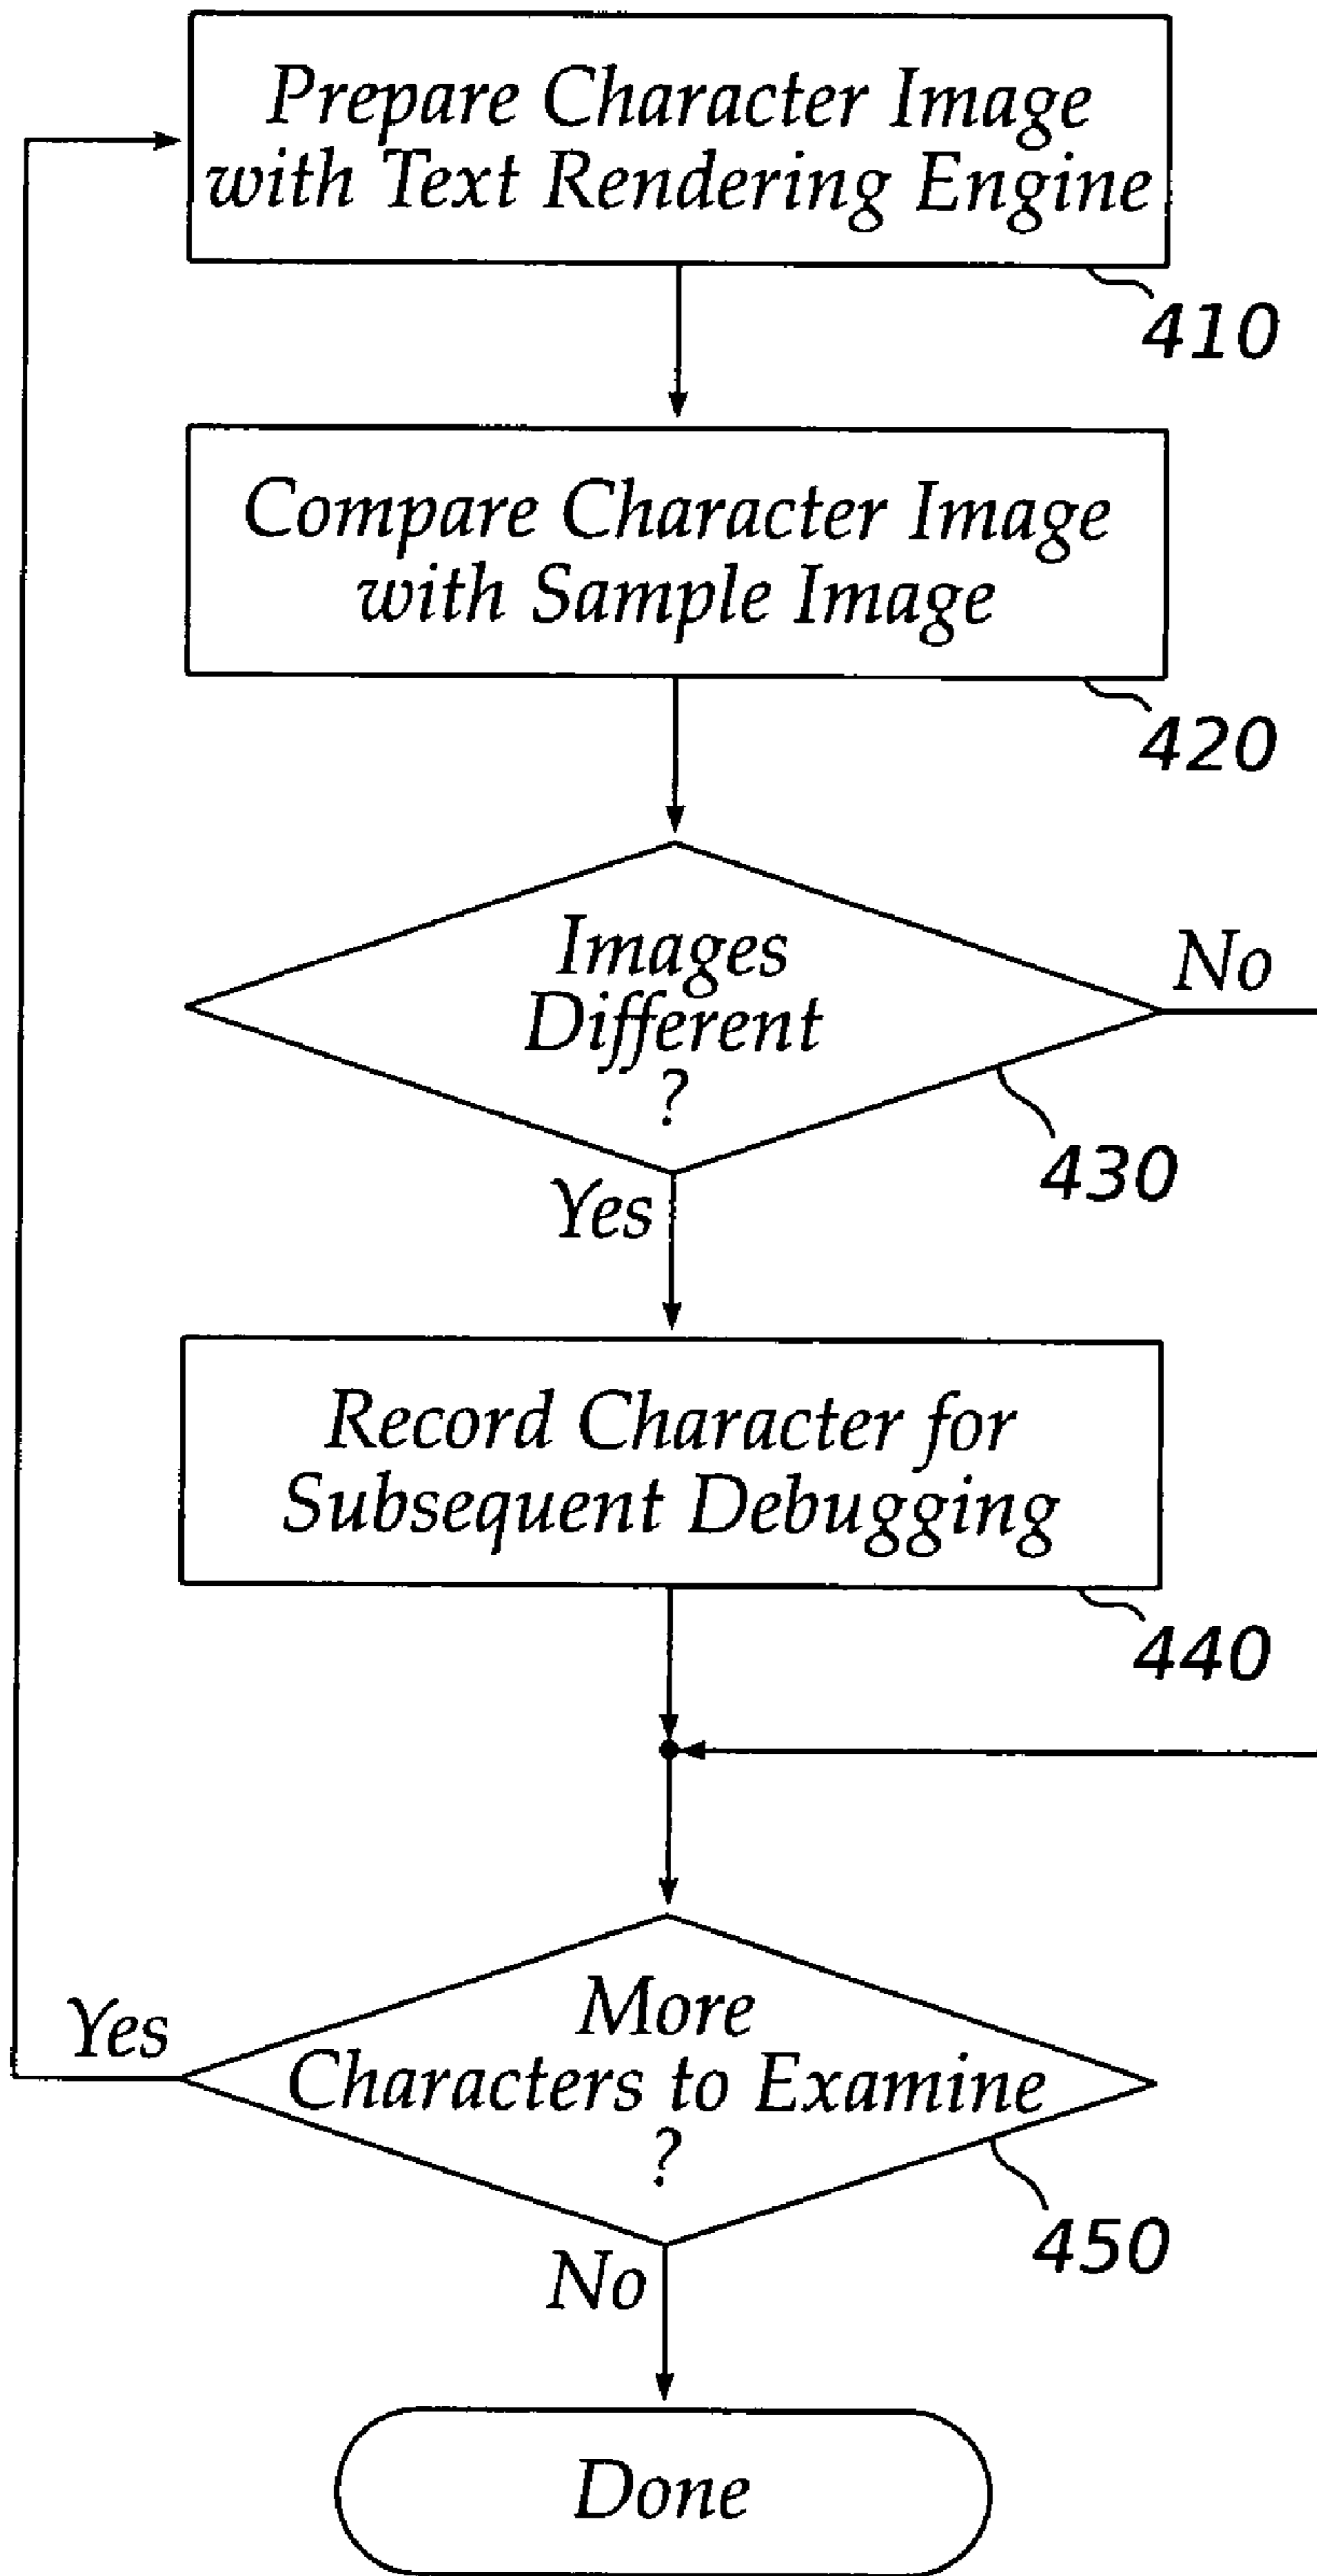 Prepare Character Image
with Text Rendering Engine
410
Compare Character Image
with Sample Image
420
Images
Different
?
No
430
Yes
Record Character for
Subsequent Debugging
440
More
Characters to Examine
?
Yes
450
No
Done